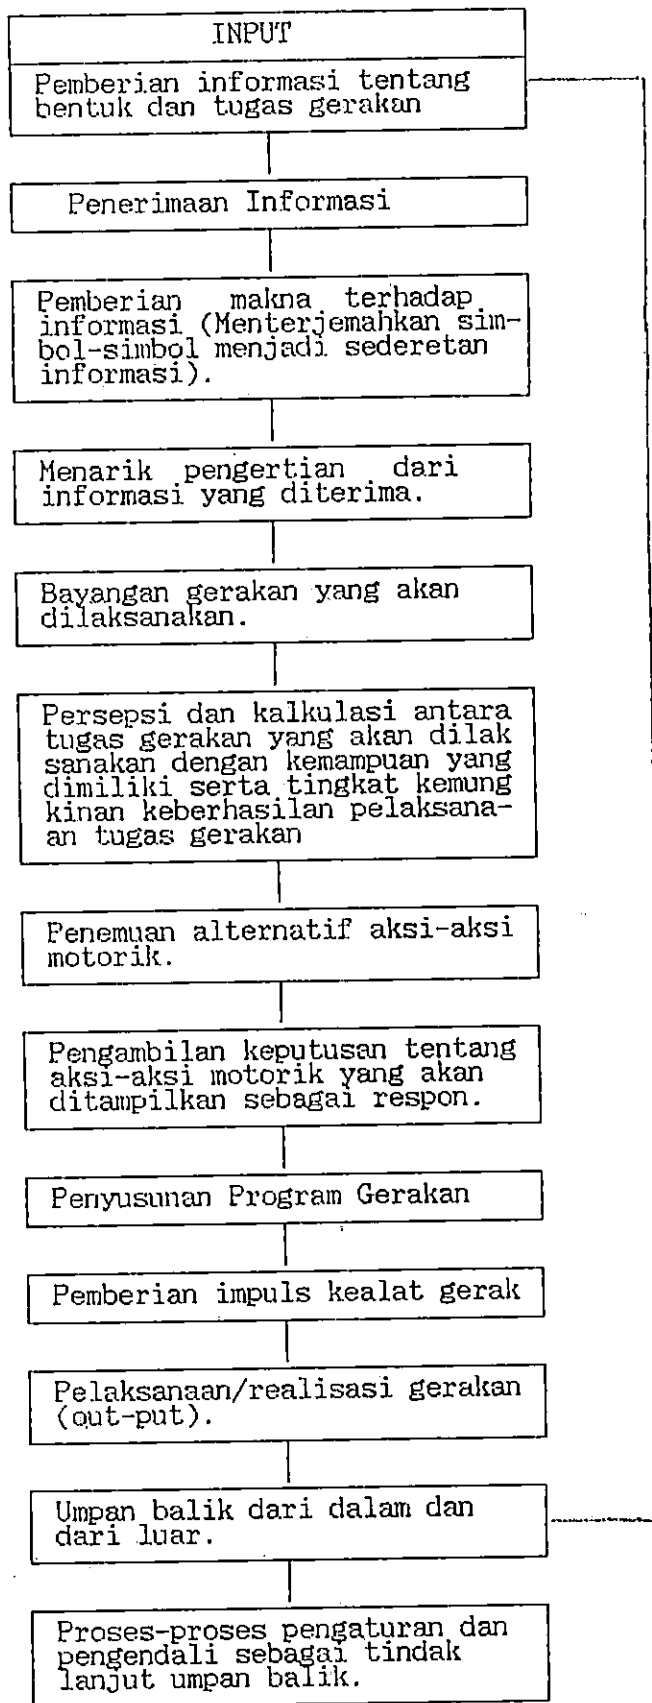 INPUT
Pemberian informasi tentang
bentuk dan tugas gerakan
Penerimaan Informasi
Pemberian makna terhadap
informasi (Menterjemahkan sim-
bol-simbol menjadi sederetan
informasi).
Menarik pengertian dari
informasi yang diterima.
Bayangan gerakan yang akan
dilaksanakan.
Persepsi dan kalkulasi antara
tugas gerakan yang akan dilak
sanakan dengan kemampuan yang
dimiliki serta tingkat kemung
kinan keberhasilan pelaksana-
an tugas gerakan
Penemuan alternatif aksi-aksi
motorik.
Pengambilan keputusan tentang
aksi-aksi motorik yang akan
ditampilkan sebagai respon.
Penyusunan Program Gerakan
Pemberian impuls kealat gerak
Pelaksanaan/realisasi gerakan
(out-put).
Umpan balik dari dalam dan
dari luar.
Proses-proses pengaturan dan
pengendali sebagai tindak
lanjut umpan balik.